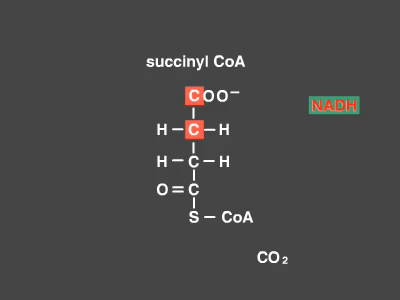 succinyl CoA
COO⁻
NADH
H – C – H
H – C – H
O = C
S – CoA
CO₂